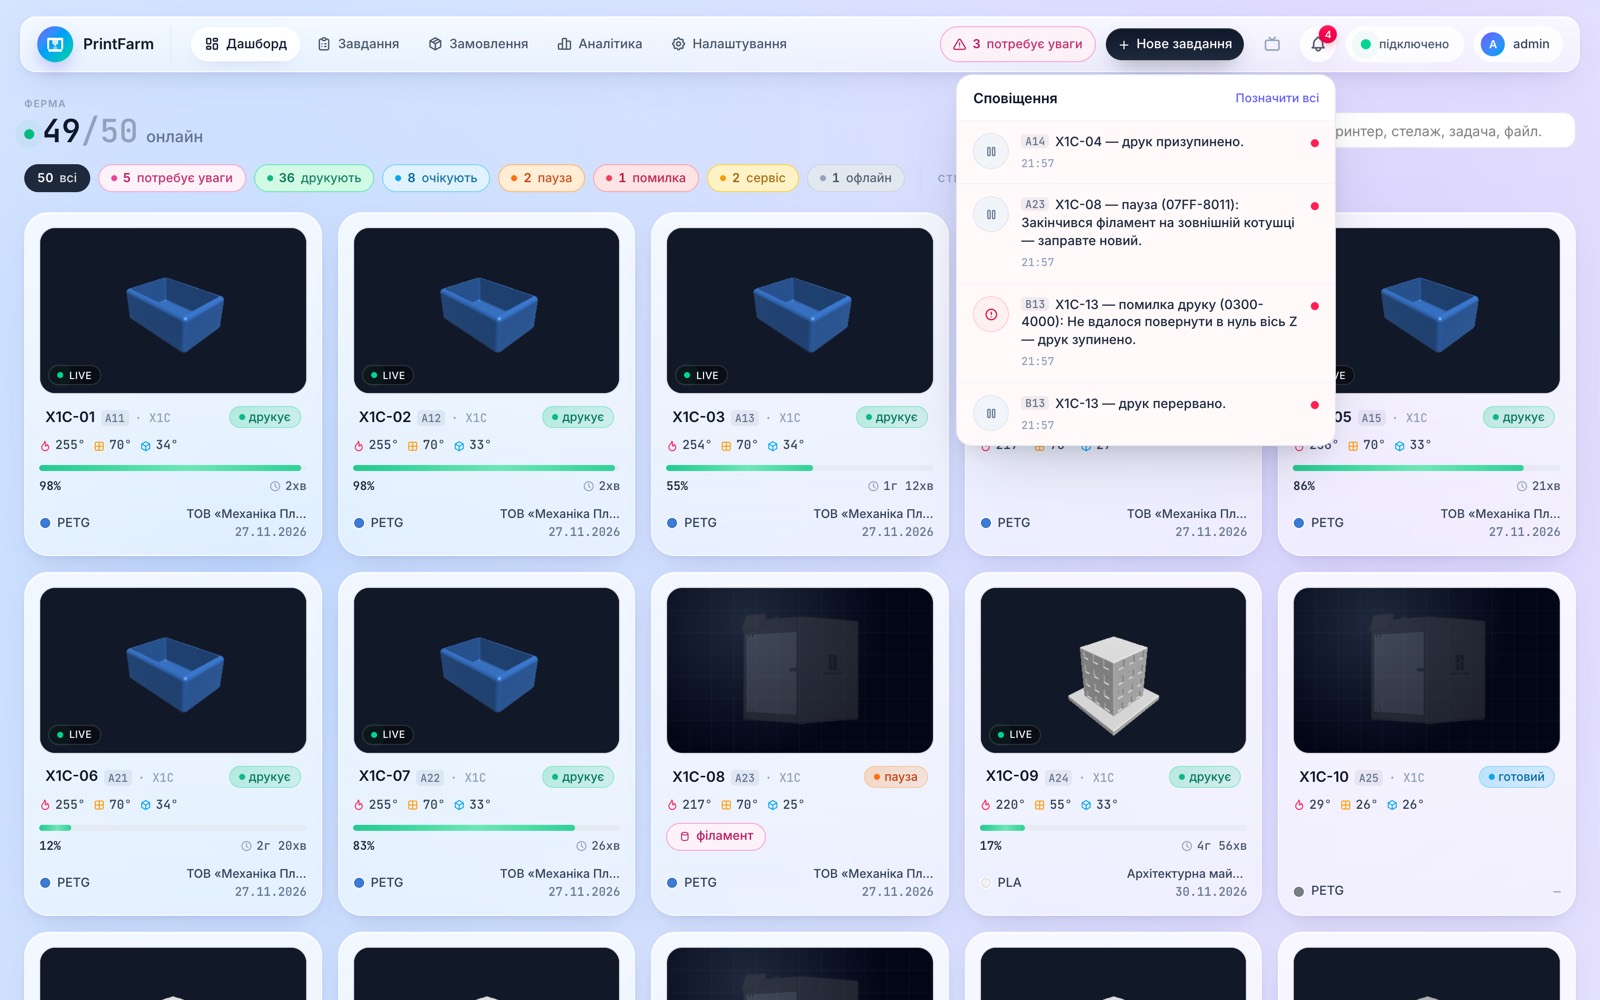 PrintFarm
Дашборд
Завдання
Замовлення
Аналітика
Налаштування
3 потребує уваги
+ Нове завдання
4
підключено
A admin
ФЕРМА
49/50 онлайн
50 всі
5 потребує уваги
36 друкують
8 очікують
2 пауза
1 помилка
2 сервіс
1 офлайн
Сповіщення
Позначити всі
A14 X1C-04 — друк призупинено.
21:57
A23 X1C-08 — пауза (07FF-8011):
Закінчився філамент на зовнішній котушці
— заправте новий.
21:57
B13 X1C-13 — помилка друку (0300-
4000): Не вдалося повернути в нуль вісь Z
— друк зупинено.
21:57
B13 X1C-13 — друк перервано.
21:57
ринтер, стелаж, задача, файл.
LIVE
X1C-01 A11 · X1C друкує
255° 70° 34°
98% 2хв
PETG ТОВ «Механіка Пл…
27.11.2026
LIVE
X1C-02 A12 · X1C друкує
255° 70° 33°
98% 2хв
PETG ТОВ «Механіка Пл…
27.11.2026
LIVE
X1C-03 A13 · X1C друкує
254° 70° 34°
55% 1г 12хв
PETG ТОВ «Механіка Пл…
27.11.2026
PETG ТОВ «Механіка Пл…
27.11.2026
05 A15 · X1C друкує
70° 33°
86% 21хв
PETG ТОВ «Механіка Пл…
27.11.2026
LIVE
X1C-06 A21 · X1C друкує
255° 70° 34°
12% 2г 20хв
PETG ТОВ «Механіка Пл…
27.11.2026
LIVE
X1C-07 A22 · X1C друкує
255° 70° 33°
83% 26хв
PETG ТОВ «Механіка Пл…
27.11.2026
X1C-08 A23 · X1C пауза
217° 70° 25°
філамент
PETG ТОВ «Механіка Пл…
27.11.2026
LIVE
X1C-09 A24 · X1C друкує
220° 55° 33°
17% 4г 56хв
PLA Архітектурна май…
30.11.2026
X1C-10 A25 · X1C готовий
29° 26° 26°
PETG —